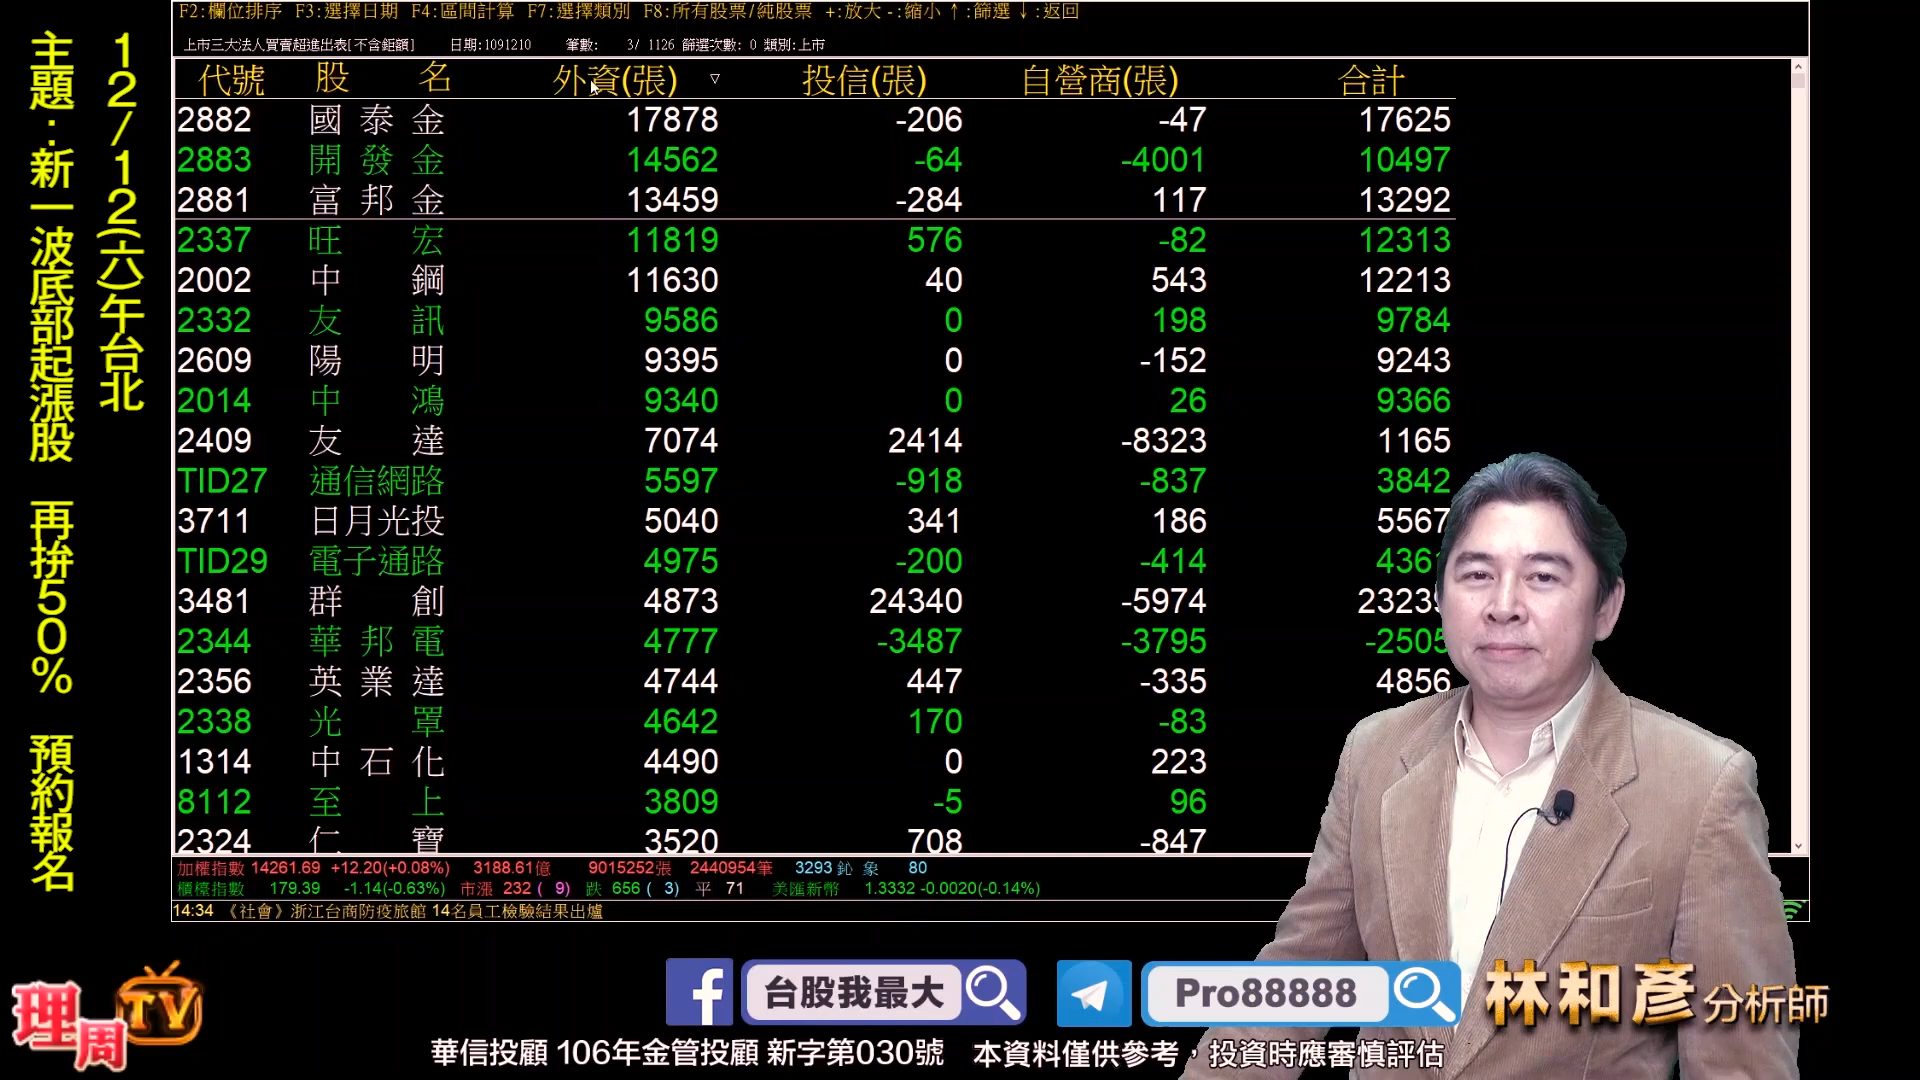 F2:欄位排序 F3:選擇日期 F4:區間計算 F7:選擇類別 F8:所有股票/純股票 +:放大 -:縮小 ↑:篩選 ↓:返回
上市三大法人買賣超進出表[不含鉅額] 日期:1091210 筆數: 3/ 1126 篩選次數: 0 類別:上市
12/12(六)午台北
主題:新一波底部起漲股 再拚50% 預約報名
代號 股名 外資(張) ▽ 投信(張) 自營商(張) 合計
2882 國泰金 17878 -206 -47 17625
2883 開發金 14562 -64 -4001 10497
2881 富邦金 13459 -284 117 13292
2337 旺宏 11819 576 -82 12313
2002 中鋼 11630 40 543 12213
2332 友訊 9586 0 198 9784
2609 陽明 9395 0 -152 9243
2014 中鴻 9340 0 26 9366
2409 友達 7074 2414 -8323 1165
TID27 通信網路 5597 -918 -837 3842
3711 日月光投 5040 341 186 5567
TID29 電子通路 4975 -200 -414 436
3481 群創 4873 24340 -5974 2323
2344 華邦電 4777 -3487 -3795 -2505
2356 英業達 4744 447 -335 4856
2338 光罩 4642 170 -83
1314 中石化 4490 0 223
8112 至上 3809 -5 96
2324 仁寶 3520 708 -847
加權指數 14261.69 +12.20(+0.08%) 3188.61億 9015252張 2440954筆 3293 鈊象 80
櫃檯指數 179.39 -1.14(-0.63%) 市漲 232 ( 9) 跌 656 ( 3) 平 71 美匯新幣 1.3332 -0.0020(-0.14%)
14:34 《社會》浙江台商防疫旅館 14名員工檢驗結果出爐
理周TV
f 台股我最大
Pro88888
林和彥 分析師
華信投顧 106年金管投顧 新字第030號 本資料僅供參考,投資時應審慎評估